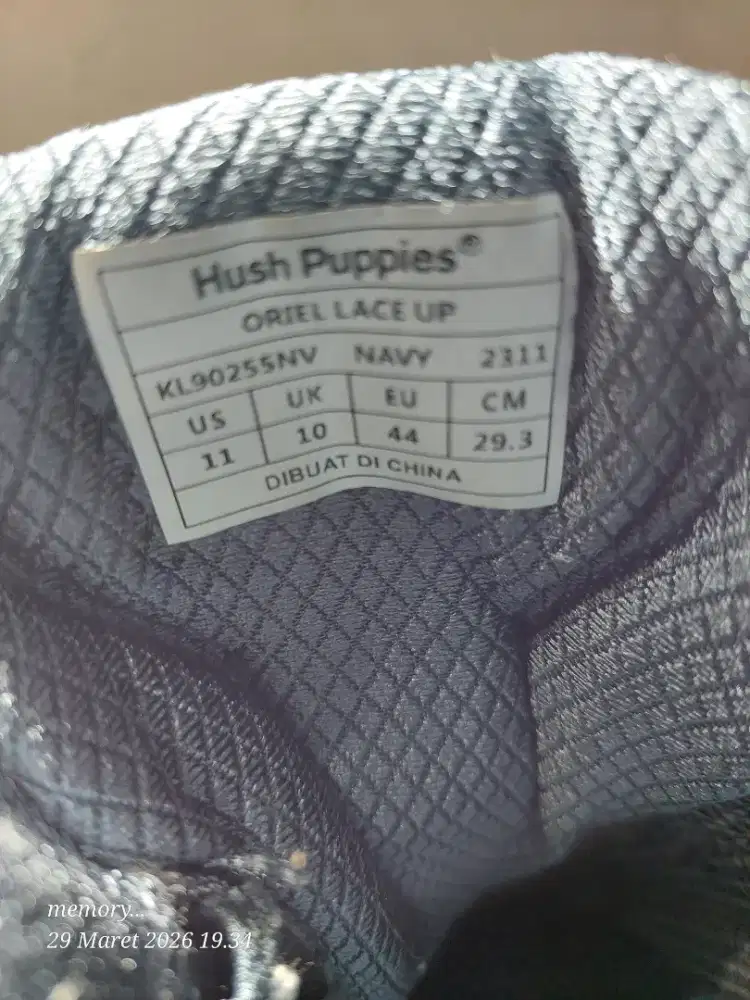 Hush Puppies®
ORIEL LACE UP
KL90255NV NAVY 2311
US UK EU CM
11 10 44 29.3
DIBUAT DI CHINA
memory...
29 Maret 2026 19.34